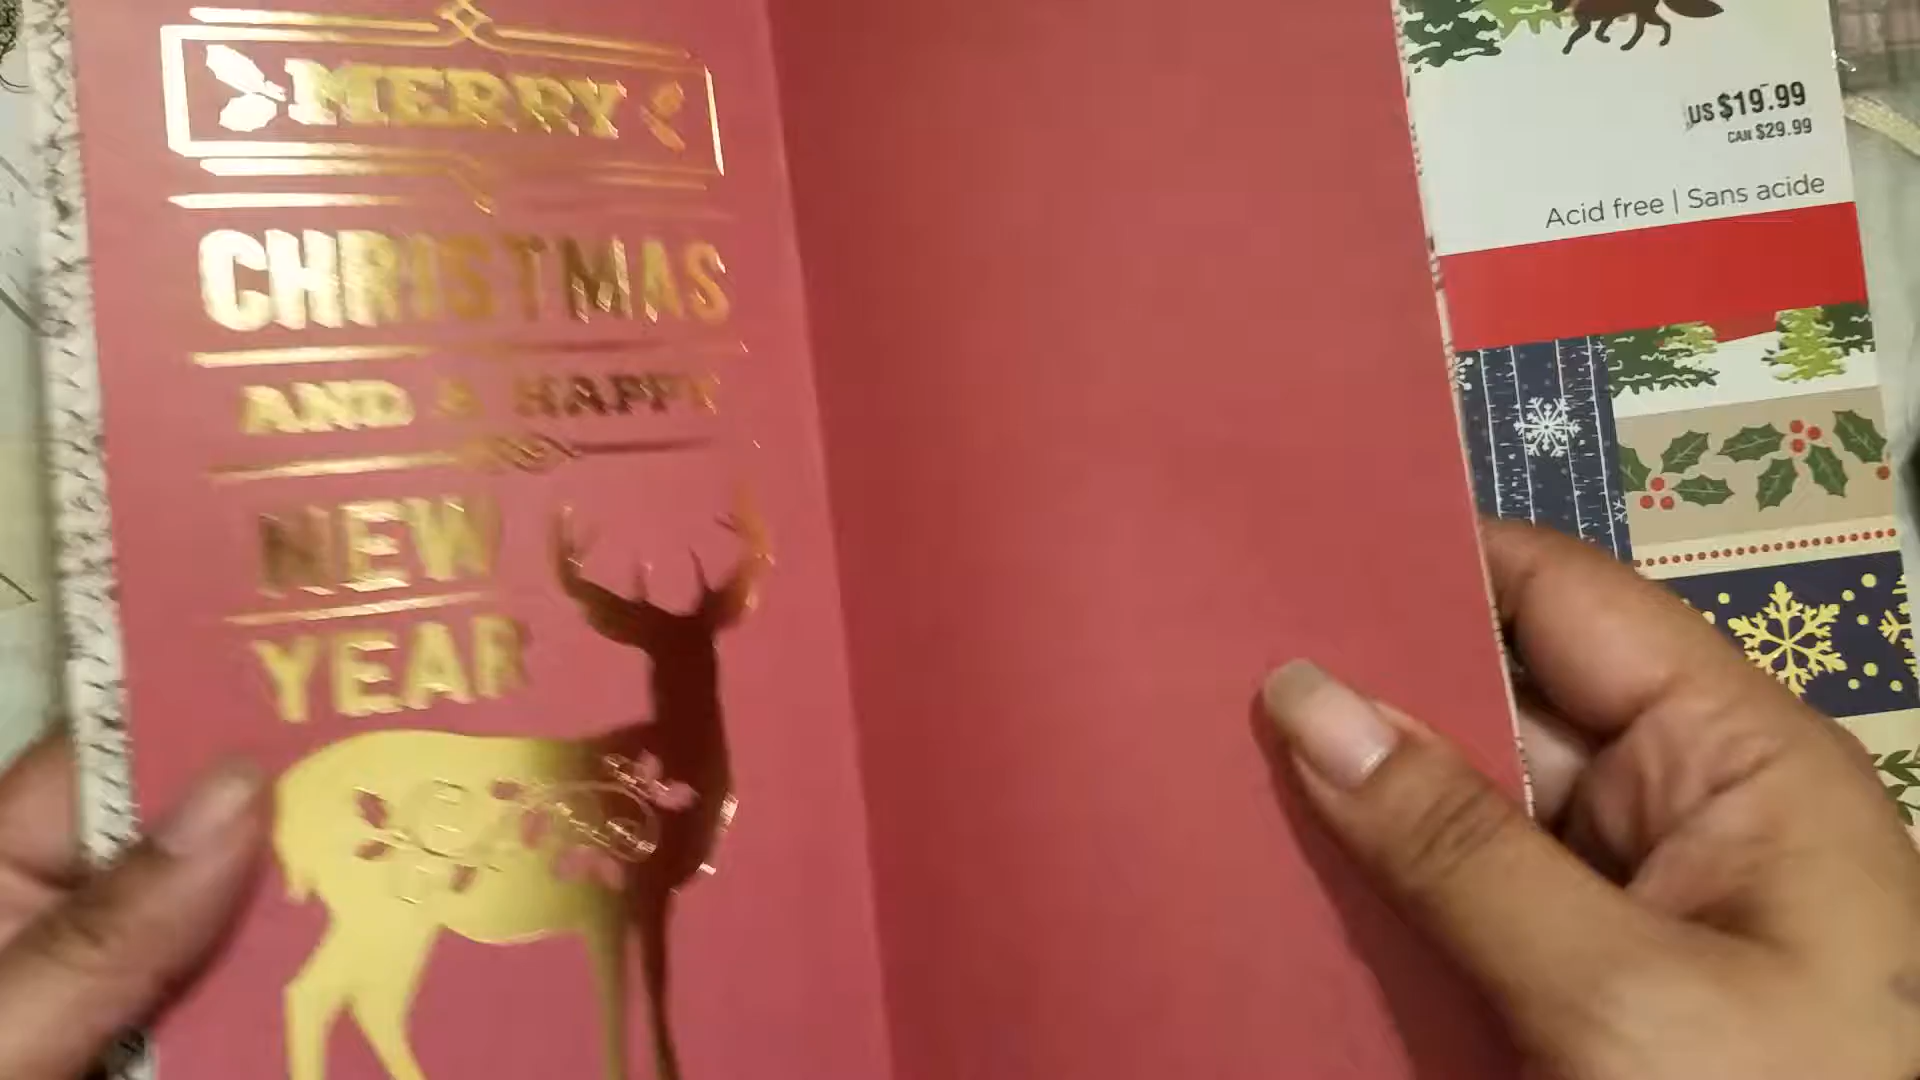 MERRY
CHRISTMAS
AND A HAPPY
NEW
YEAR
US $19.99
CAN $29.99
Acid free | Sans acide